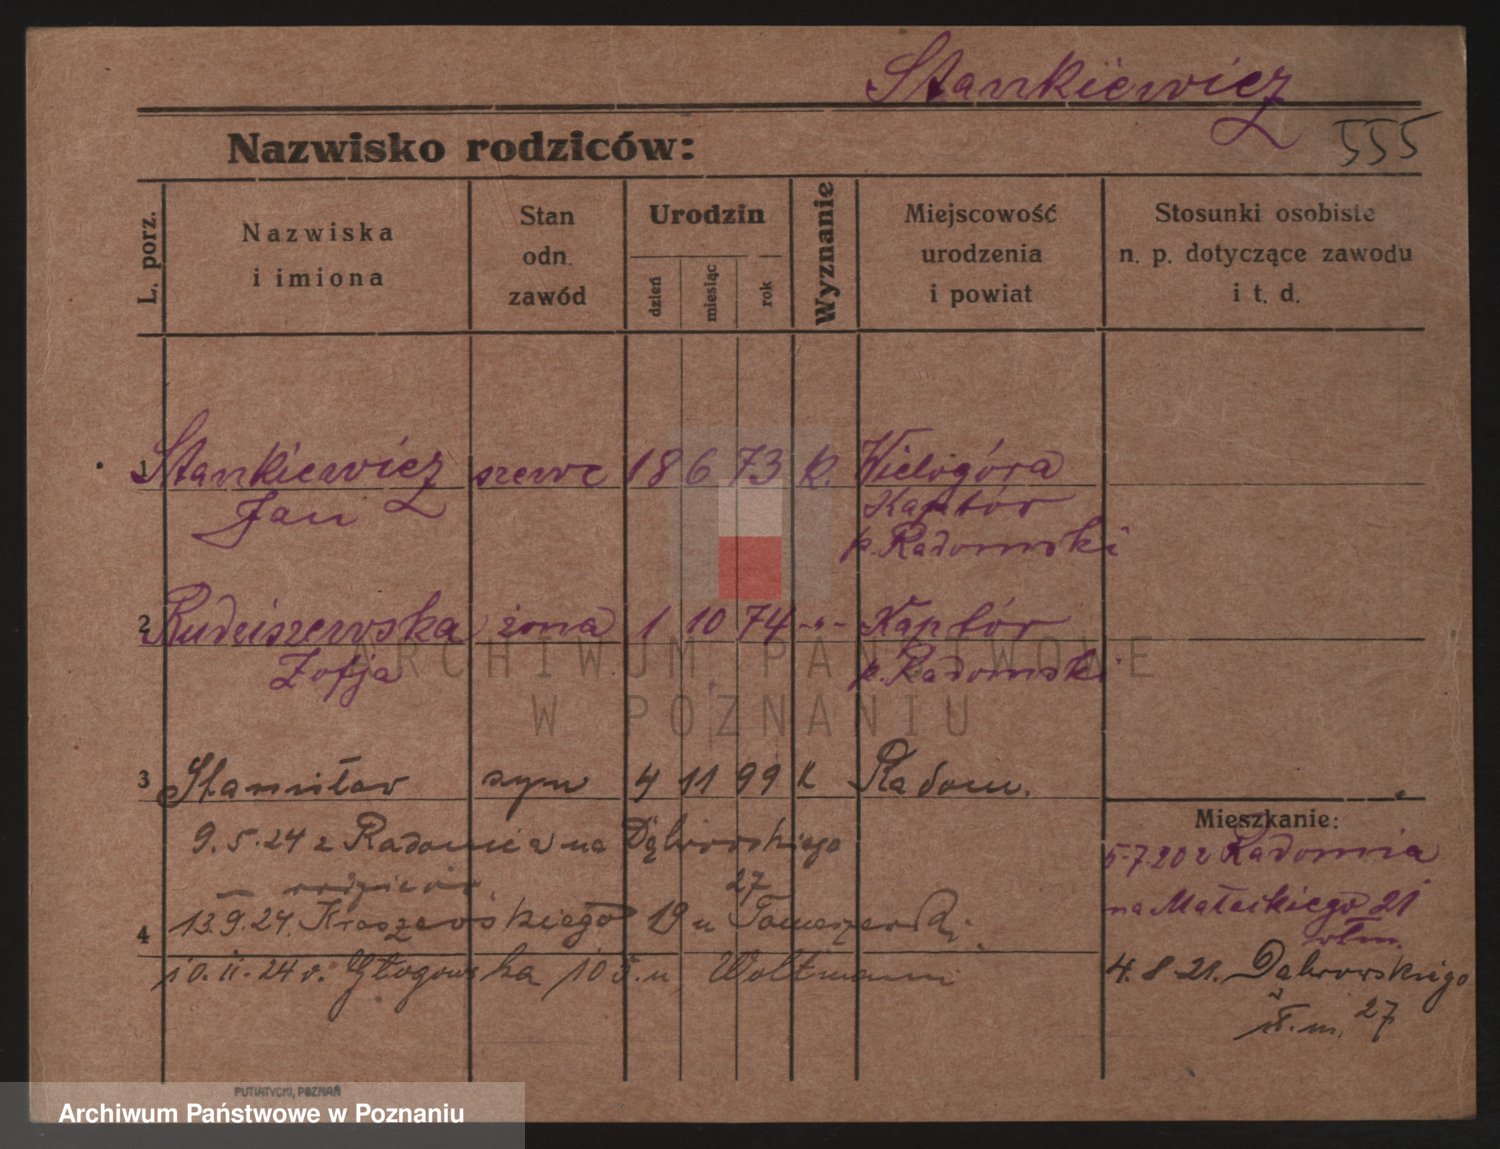 Stankiewicz
555
Nazwisko rodziców:
L. porz.
Nazwiska
i imiona
Stan
odn.
zawód
Urodzin
dzień
miesiąc
rok
Wyznanie
Miejscowość
urodzenia
i powiat
Stosunki osobiste
n. p. dotyczące zawodu
i t. d.
1 Stankiewicz szewc 18 6 73 k. Wielogóra
Jan Kaptór
p. Radomski
2 Rudziszewska żona 1 10 74 -"- Kaptór
Zofja p. Radomski
ARCHIWUM PAŃSTWOWE
W POZNANIU
3 Stanisław syn 4 11 99 k Radom.
9.5.24 z Radomia na Dąbrowskiego
27
13.9.24. Kraszewskiego 19 u
4
10.11.24 Głogowska 105. u Woltmann
Mieszkanie:
5.7.20 z Radomia
na Małeckiego 21
4.8.21. Dąbrowskiego
27
PUTIATYCKI, POZNAŃ
Archiwum Państwowe w Poznaniu